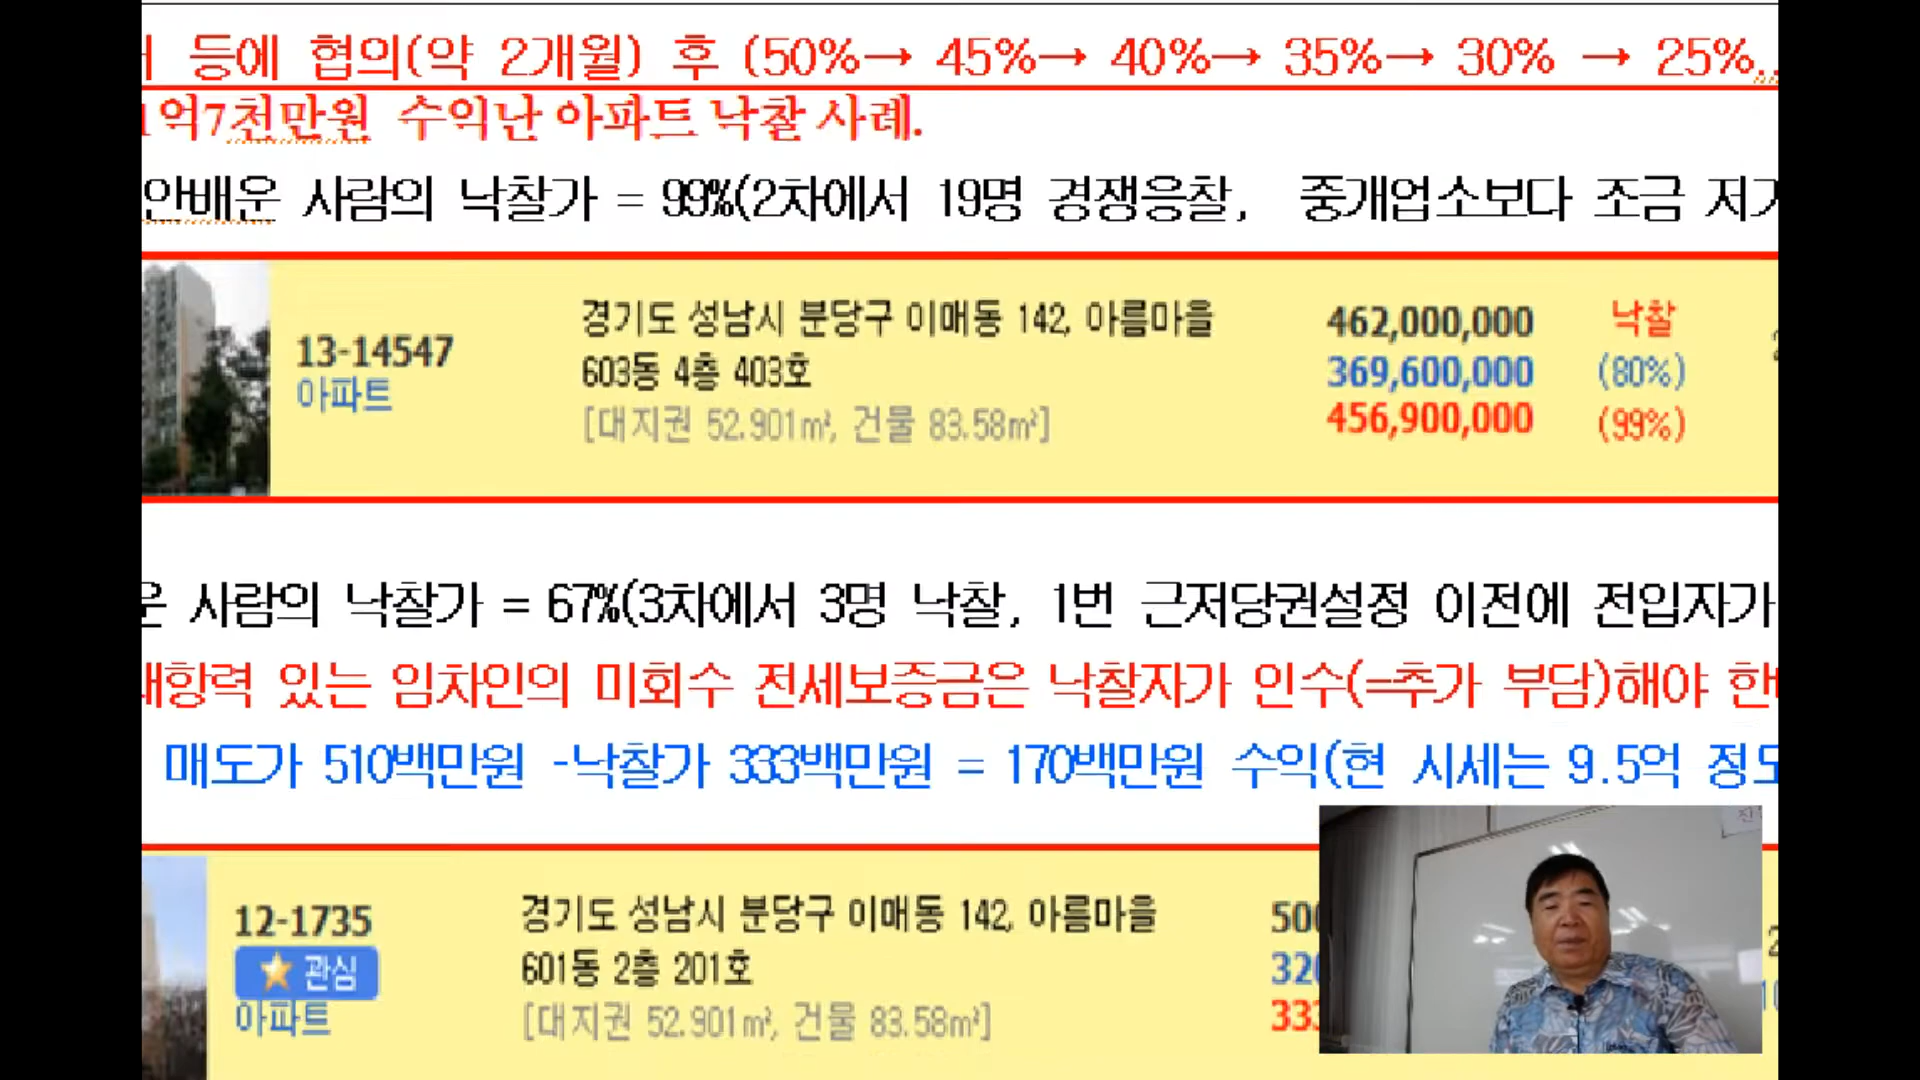 등에 협의(약 2개월) 후 (50%→ 45%→ 40%→ 35%→ 30% → 25%..
1억7천만원 수익난 아파트 낙찰 사례.
안배운 사람의 낙찰가 = 99%(2차에서 19명 경쟁응찰, 중개업소보다 조금 저가
13-14547
아파트
경기도 성남시 분당구 이매동 142, 아름마을
603동 4층 403호
[대지권 52.901㎡, 건물 83.58㎡]
462,000,000 낙찰
369,600,000 (80%)
456,900,000 (99%)
운 사람의 낙찰가 = 67%(3차에서 3명 낙찰, 1번 근저당권설정 이전에 전입자가
대항력 있는 임차인의 미회수 전세보증금은 낙찰자가 인수(=추가 부담)해야 한
매도가 510백만원 -낙찰가 333백만원 = 170백만원 수익(현 시세는 9.5억 정도
12-1735
관심
아파트
경기도 성남시 분당구 이매동 142, 아름마을
601동 2층 201호
[대지권 52.901㎡, 건물 83.58㎡]
500
320
333